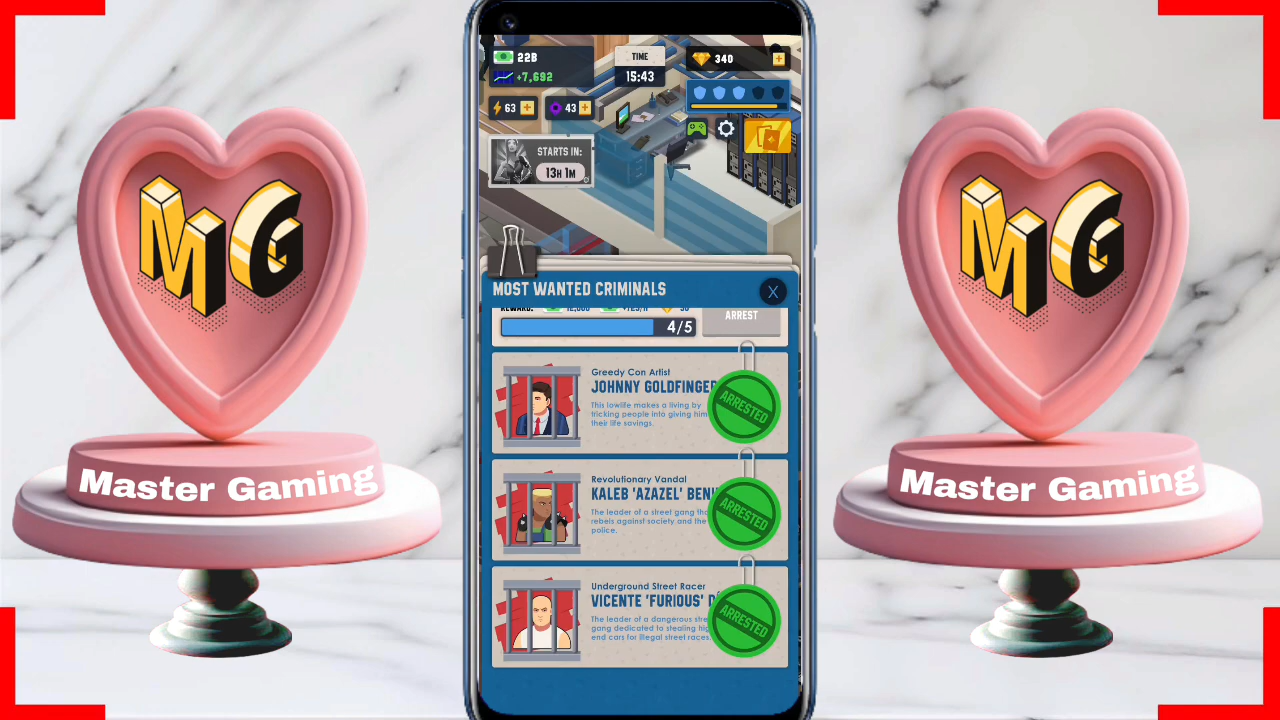 MG
Master Gaming
22B
+7,692
TIME
15:43
340
63
43
STARTS IN:
13H 1M
MOST WANTED CRIMINALS
X
REWARD:
4/5
ARREST
Greedy Con Artist
JOHNNY GOLDFINGER
This lowlife makes a living by
tricking people into giving him
their life savings.
ARRESTED
Revolutionary Vandal
KALEB 'AZAZEL'
The leader of a street gang
rebels against society and the
police.
ARRESTED
Underground Street Racer
VICENTE 'FURIOUS'
The leader of a dangerous
gang dedicated to stealing
end cars for illegal street races.
ARRESTED
MG
Master Gaming